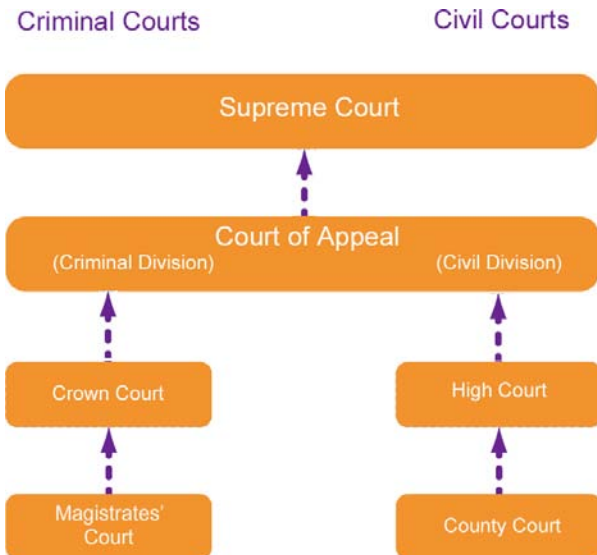 Criminal Courts
Civil Courts
Supreme Court
Court of Appeal
(Criminal Division)
(Civil Division)
Crown Court
High Court
Magistrates'
Court
County Court